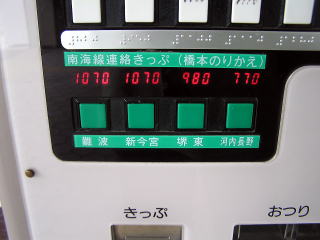 南海線連絡きっぷ（橋本のりかえ）
1070 1070 980 770
難波 新今宮 堺東 河内長野
きっぷ おつり